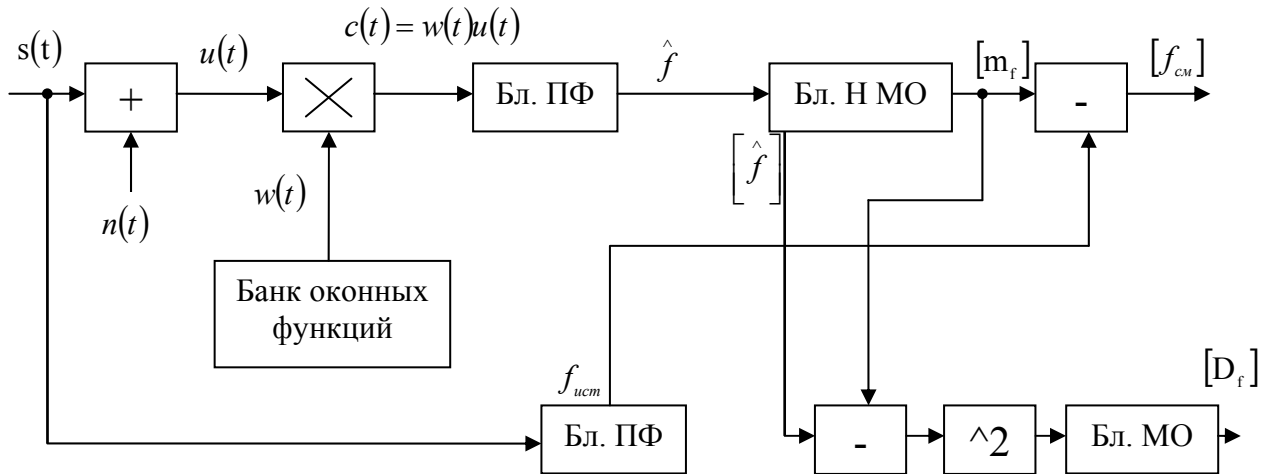 c(t) = w(t)u(t)
s(t)
u(t)
f̂
[m_f]
[f_см]
+
×
Бл. ПФ
Бл. Н МО
-
[f̂]
n(t)
w(t)
Банк оконных
функций
f_ист
[D_f]
Бл. ПФ
-
^2
Бл. МО